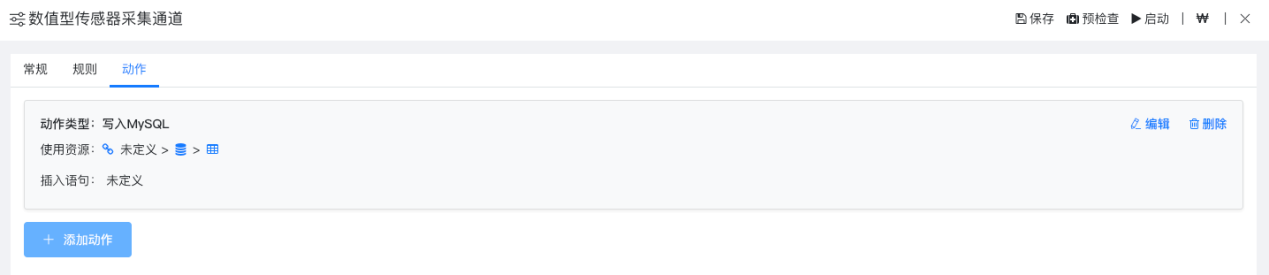 数值型传感器采集通道
保存 预检查 启动 | ₩ |
常规 规则 动作
动作类型：写入MySQL
编辑 删除
使用资源： 未定义 > >
插入语句： 未定义
+ 添加动作